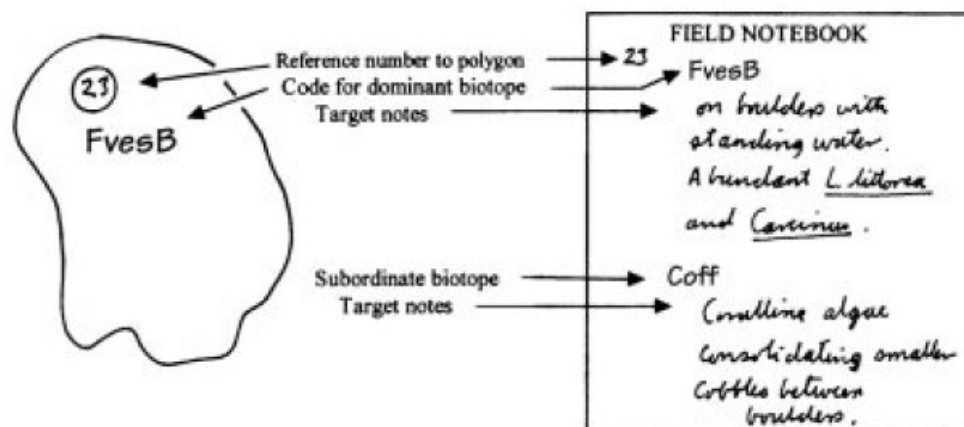 FIELD NOTEBOOK
Reference number to polygon
23
23
Code for dominant biotope
FvesB
FvesB
Target notes
on boulders with
standing water.
Abundant L littorea
and Carcinus.
Subordinate biotope
Coff
Target notes
Coralline algae
consolidating smaller
cobbles between
boulders.